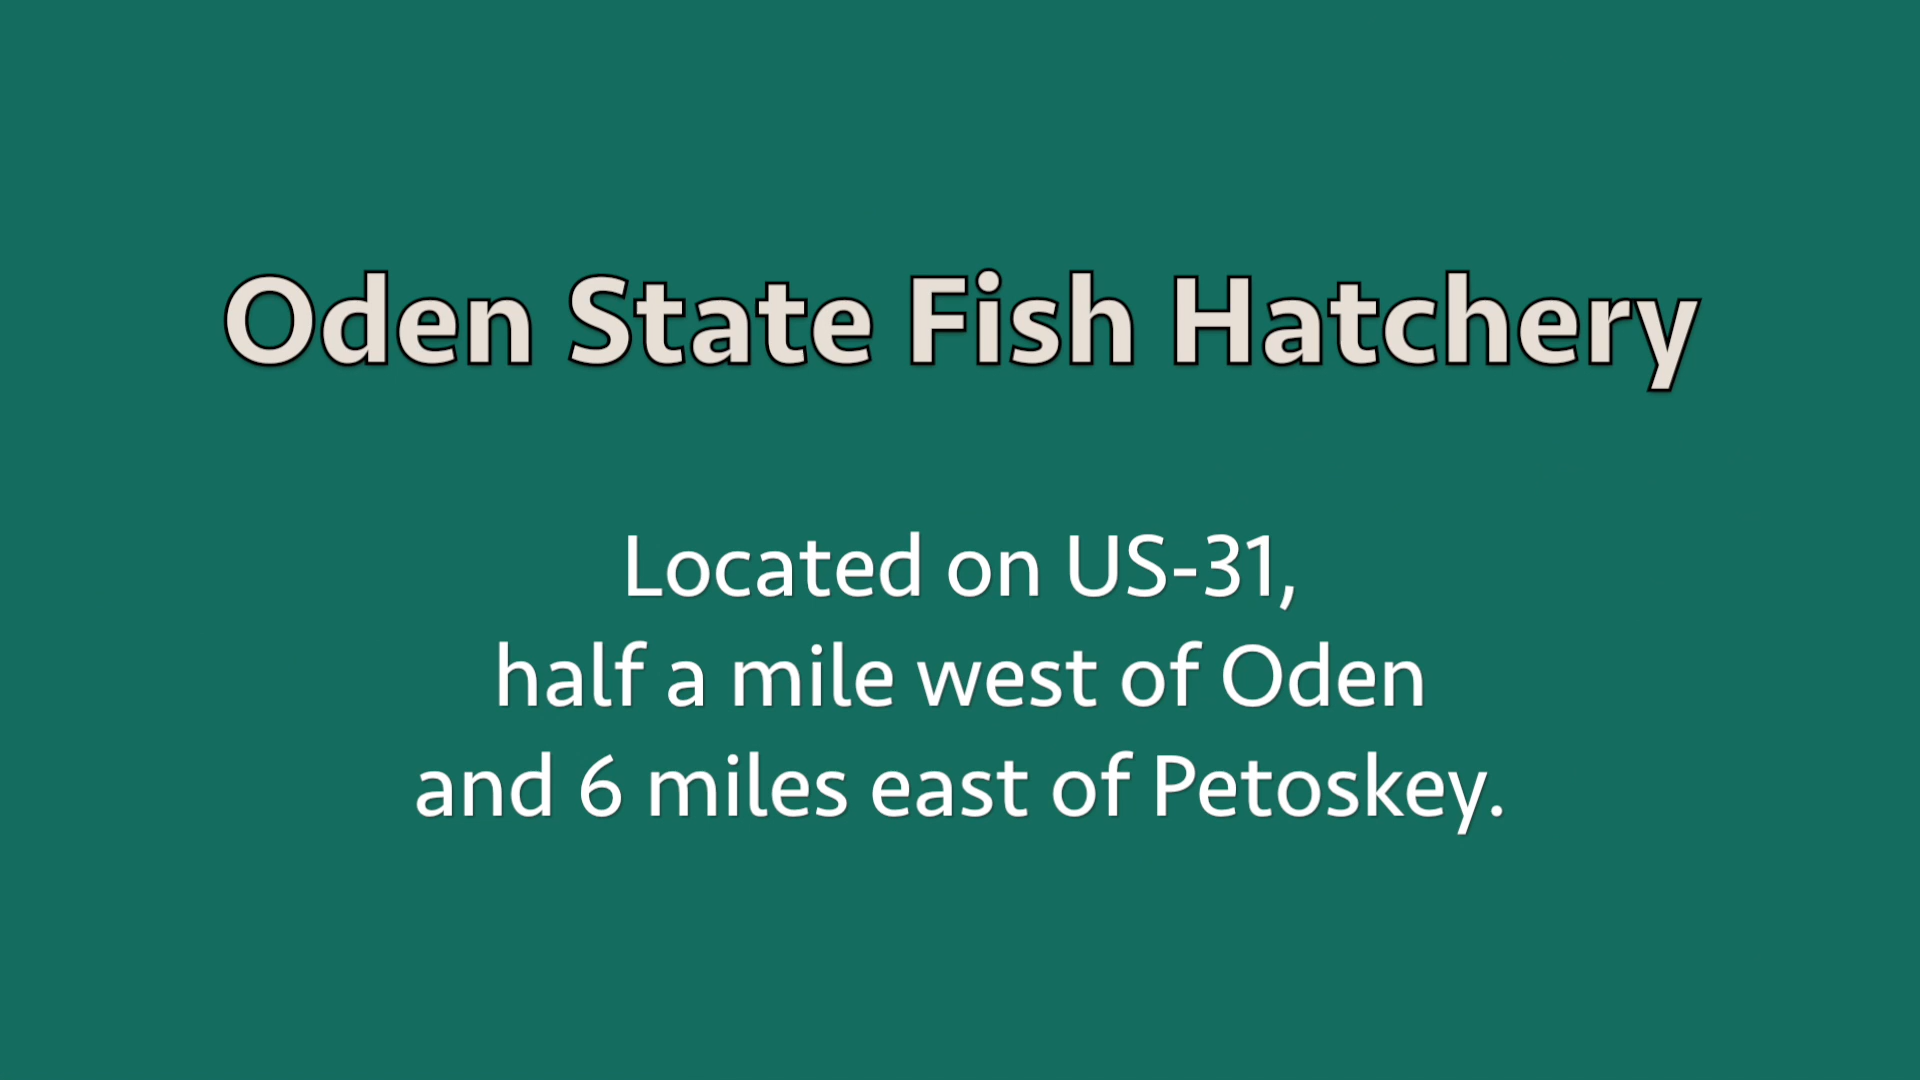 Oden State Fish Hatchery
Located on US-31,
half a mile west of Oden
and 6 miles east of Petoskey.